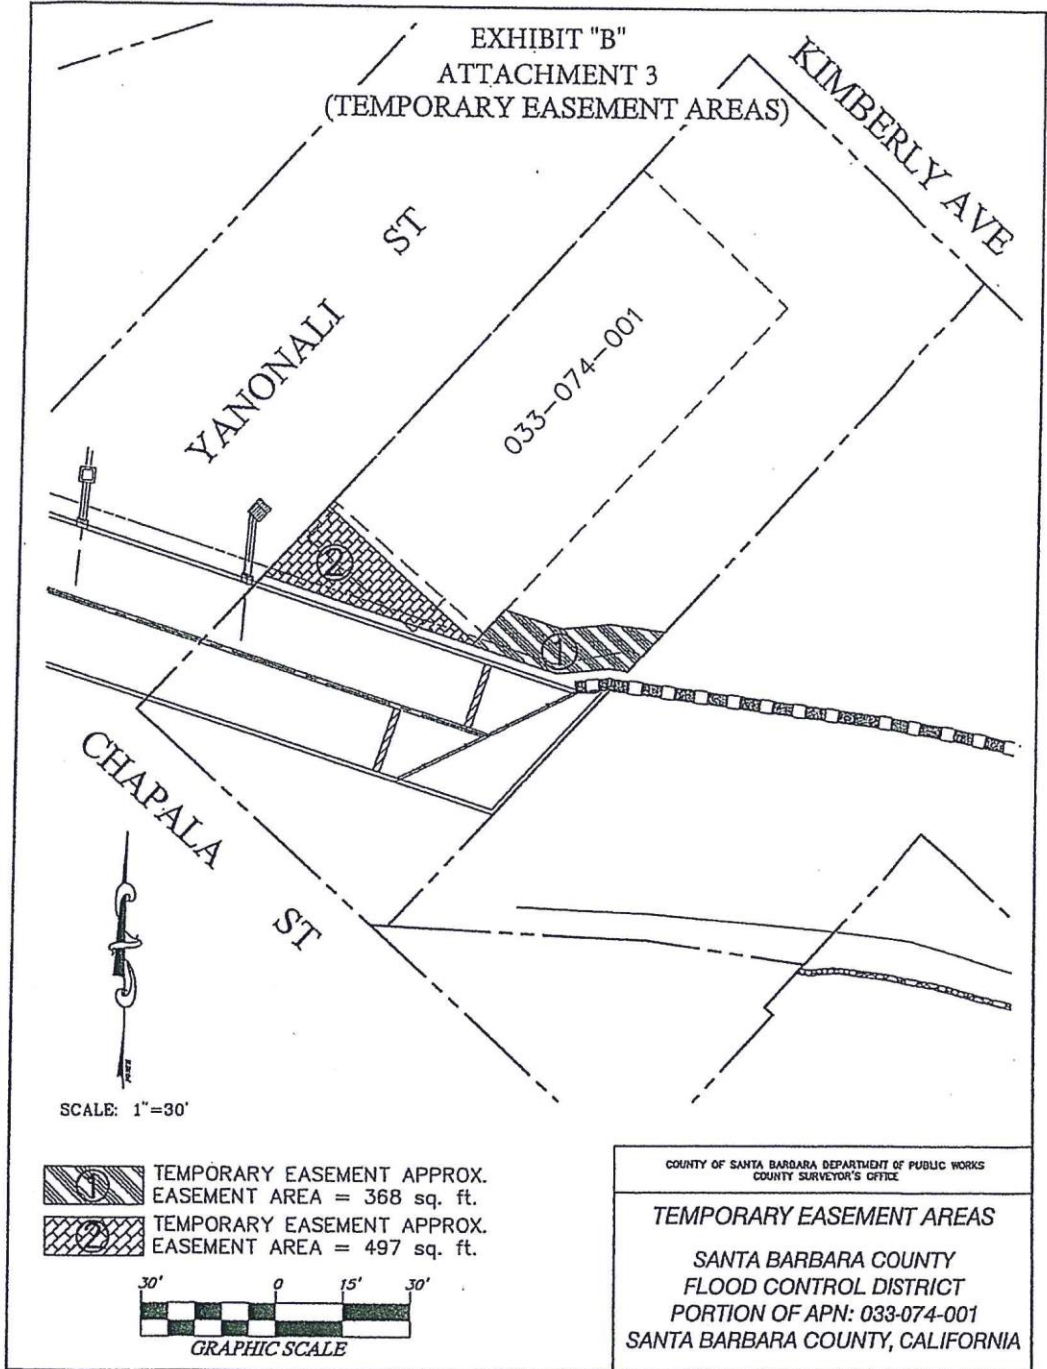 EXHIBIT "B"
ATTACHMENT 3
(TEMPORARY EASEMENT AREAS)
KIMBERLY AVE
YANONALI ST
033-074-001
2
1
CHAPALA ST
SCALE: 1"=30'
1 TEMPORARY EASEMENT APPROX.
EASEMENT AREA = 368 sq. ft.
2 TEMPORARY EASEMENT APPROX.
EASEMENT AREA = 497 sq. ft.
30' 0 15' 30'
GRAPHIC SCALE
COUNTY OF SANTA BARBARA DEPARTMENT OF PUBLIC WORKS
COUNTY SURVEYOR'S OFFICE
TEMPORARY EASEMENT AREAS
SANTA BARBARA COUNTY
FLOOD CONTROL DISTRICT
PORTION OF APN: 033-074-001
SANTA BARBARA COUNTY, CALIFORNIA